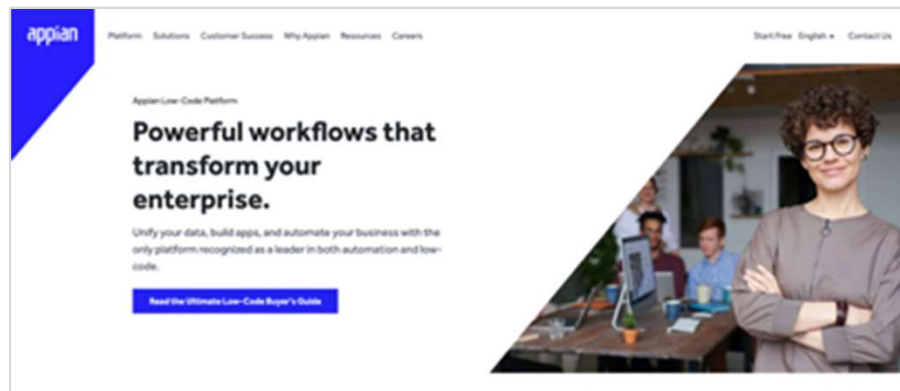 appian
Platform Solutions Customer Success Why Appian Resources Careers
Start Free English Contact Us
Appian Low-Code Platform
Powerful workflows that
transform your
enterprise.
Unify your data, build apps, and automate your business with the
only platform recognized as a leader in both automation and low-
code.
Read the Ultimate Low-Code Buyer's Guide